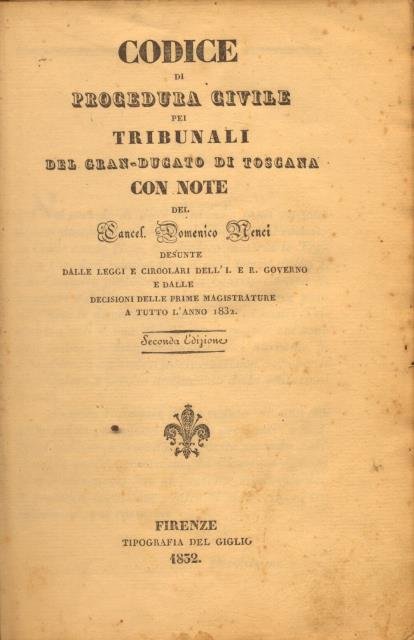 CODICE
DI
PROCEDURA CIVILE
PEI
TRIBUNALI
DEL GRAN-DUCATO DI TOSCANA
CON NOTE
DEL
Cancel. Domenico Nenci
DESUNTE
DALLE LEGGI E CIRCOLARI DELL' I. E R. GOVERNO
E DALLE
DECISIONI DELLE PRIME MAGISTRATURE
A TUTTO L'ANNO 1832.
Seconda Edizione
FIRENZE
TIPOGRAFIA DEL GIGLIO
1832.